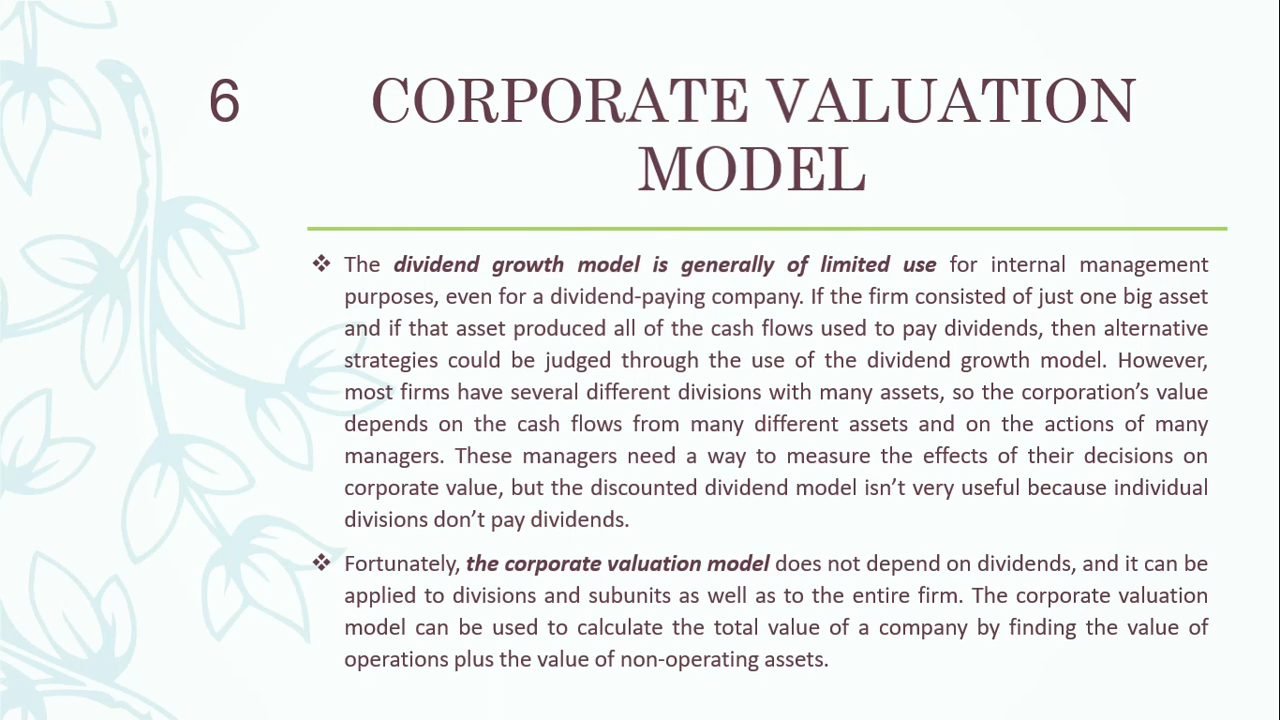 6
CORPORATE VALUATION
MODEL
❖ The dividend growth model is generally of limited use for internal management
purposes, even for a dividend-paying company. If the firm consisted of just one big asset
and if that asset produced all of the cash flows used to pay dividends, then alternative
strategies could be judged through the use of the dividend growth model. However,
most firms have several different divisions with many assets, so the corporation’s value
depends on the cash flows from many different assets and on the actions of many
managers. These managers need a way to measure the effects of their decisions on
corporate value, but the discounted dividend model isn’t very useful because individual
divisions don’t pay dividends.
❖ Fortunately, the corporate valuation model does not depend on dividends, and it can be
applied to divisions and subunits as well as to the entire firm. The corporate valuation
model can be used to calculate the total value of a company by finding the value of
operations plus the value of non-operating assets.